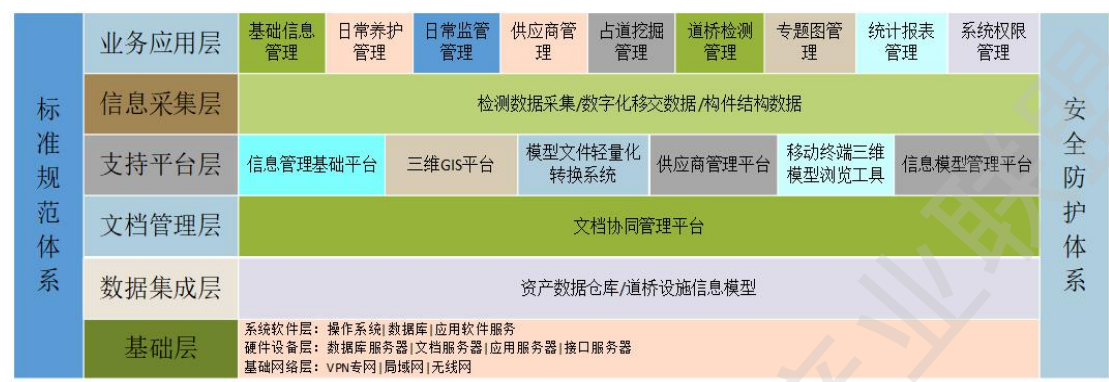 标准规范体系
业务应用层
基础信息
管理
日常养护
管理
日常监管
管理
供应商管
理
占道挖掘
管理
道桥检测
管理
专题图管
理
统计报表
管理
系统权限
管理
信息采集层
检测数据采集/数字化移交数据/构件结构数据
支持平台层
信息管理基础平台
三维GIS平台
模型文件轻量化
转换系统
供应商管理平台
移动终端三维
模型浏览工具
信息模型管理平台
文档管理层
文档协同管理平台
数据集成层
资产数据仓库/道桥设施信息模型
基础层
系统软件层：操作系统|数据库|应用软件服务
硬件设备层：数据库服务器|文档服务器|应用服务器|接口服务器
基础网络层：VPN专网|局域网|无线网
安全防护体系
产业联盟